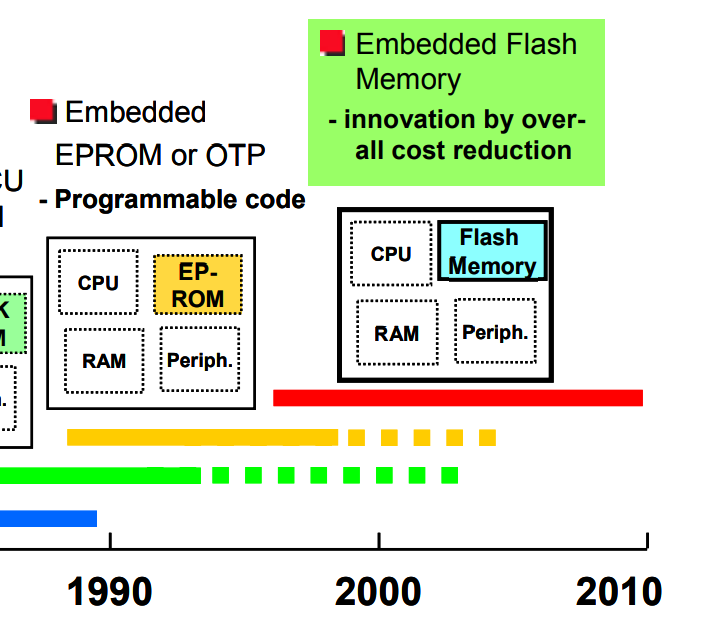 Embedded Flash
Memory
- innovation by over-
all cost reduction
Embedded
EPROM or OTP
- Programmable code
CU
CPU
EP-
ROM
RAM
Periph.
CPU
Flash
Memory
RAM
Periph.
K
M
1990
2000
2010